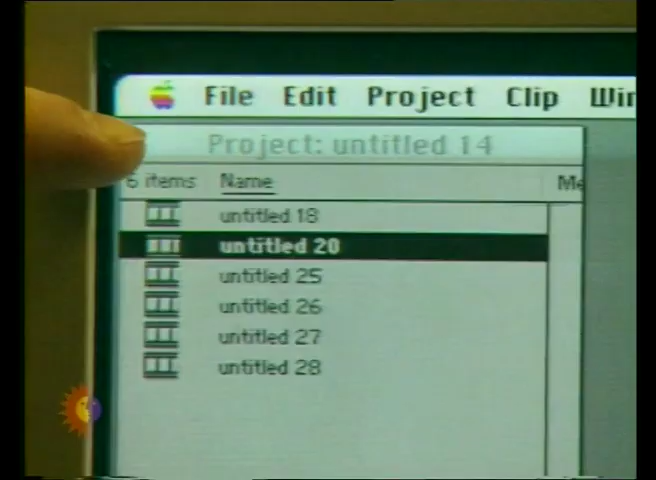 File Edit Project Clip
Project: untitled 14
6 items Name
untitled 18
untitled 20
untitled 25
untitled 26
untitled 27
untitled 28